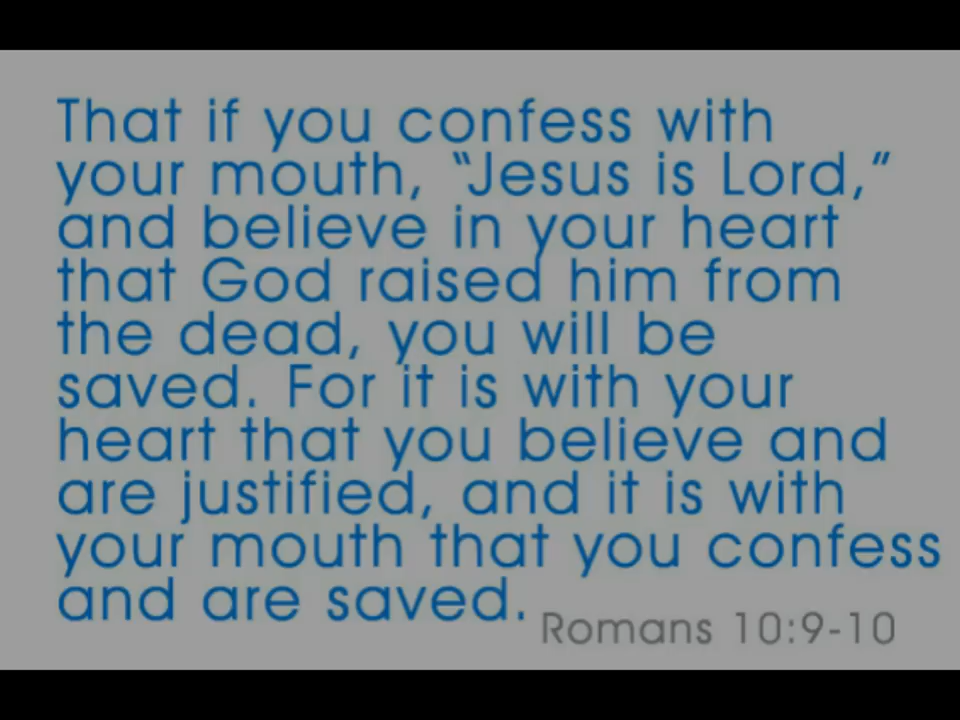 That if you confess with
your mouth, “Jesus is Lord,”
and believe in your heart
that God raised him from
the dead, you will be
saved. For it is with your
heart that you believe and
are justified, and it is with
your mouth that you confess
and are saved.
Romans 10:9-10